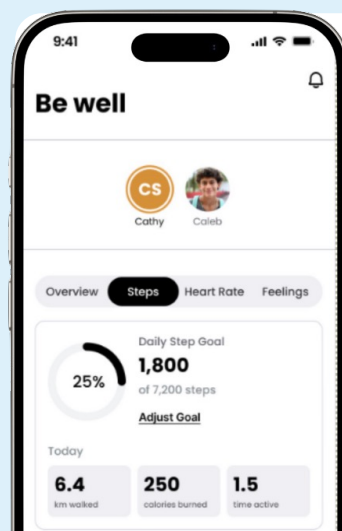 9:41
Be well
CS
Cathy Caleb
Overview Steps Heart Rate Feelings
Daily Step Goal
1,800
25%
of 7,200 steps
Adjust Goal
Today
6.4 250 1.5
km walked calories burned time active